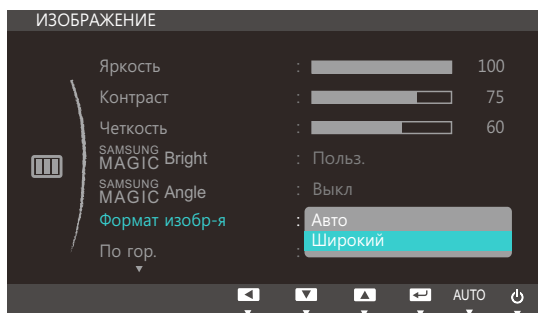 ИЗОБРАЖЕНИЕ
Яркость : 100
Контраст : 75
Четкость : 60
SAMSUNG MAGIC Bright : Польз.
SAMSUNG MAGIC Angle : Выкл
Формат изобр-я : Авто
Широкий
По гор. :
AUTO